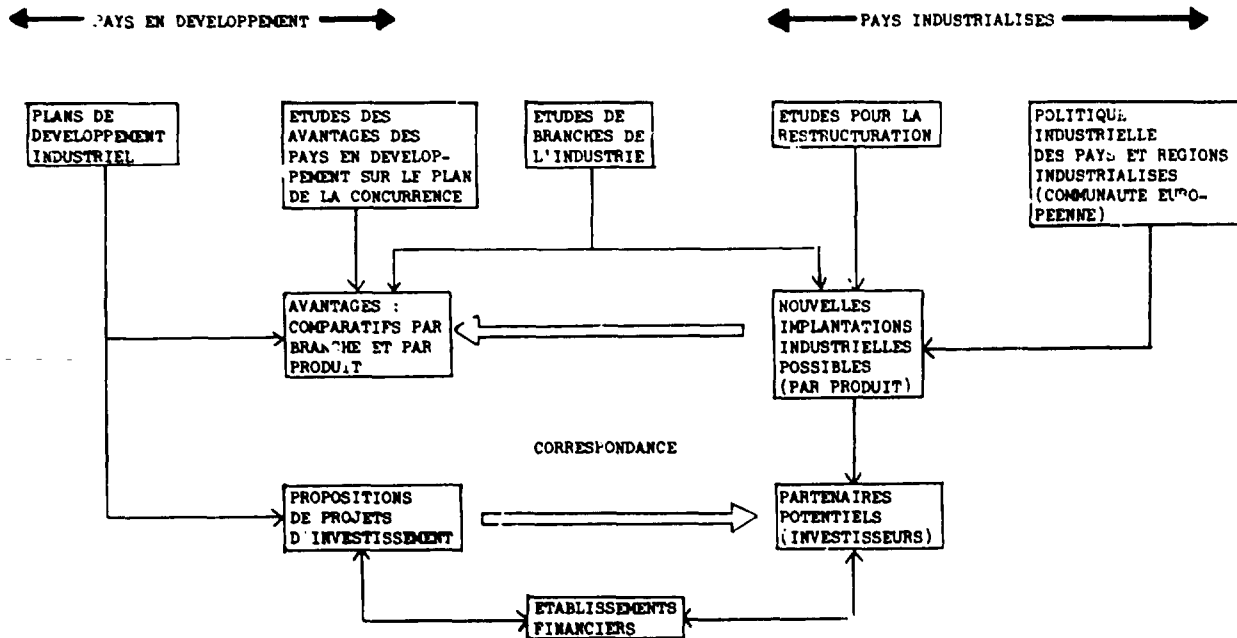 PAYS EN DEVELOPPEMENT
PAYS INDUSTRIALISES
PLANS DE
DEVELOPPEMENT
INDUSTRIEL
ETUDES DES
AVANTAGES DES
PAYS EN DEVELOP-
PEMENT SUR LE PLAN
DE LA CONCURRENCE
ETUDES DE
BRANCHES DE
L'INDUSTRIE
ETUDES POUR LA
RESTRUCTURATION
POLITIQUE
INDUSTRIELLE
DES PAYS ET REGIONS
INDUSTRIALISES
(COMMUNAUTE EURO-
PEENNE)
AVANTAGES :
COMPARATIFS PAR
BRANCHE ET PAR
PRODUIT
NOUVELLES
IMPLANTATIONS
INDUSTRIELLES
POSSIBLES
(PAR PRODUIT)
CORRESPONDANCE
PROPOSITIONS
DE PROJETS
D'INVESTISSEMENT
PARTENAIRES
POTENTIELS
(INVESTISSEURS)
ETABLISSEMENTS
FINANCIERS